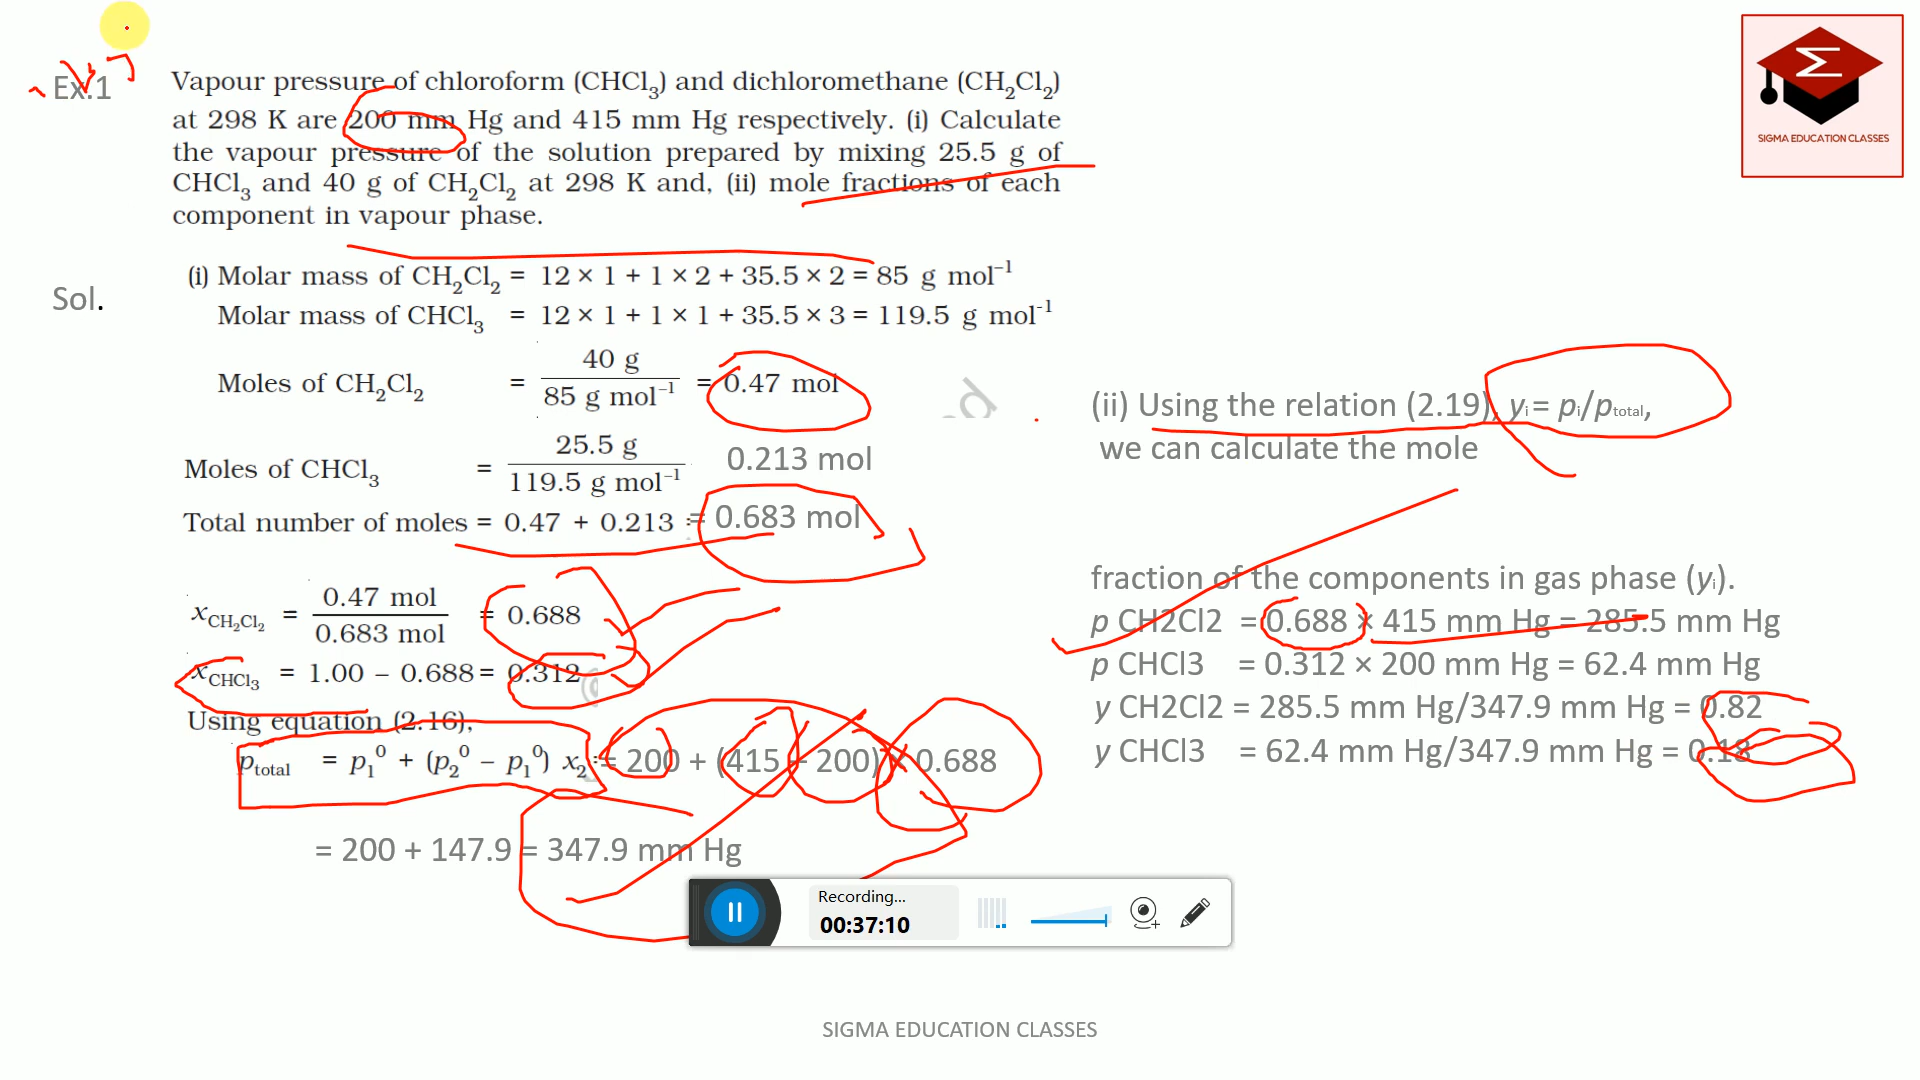 Ex.1
Vapour pressure of chloroform (CHCl₃) and dichloromethane (CH₂Cl₂)
at 298 K are 200 mm Hg and 415 mm Hg respectively. (i) Calculate
the vapour pressure of the solution prepared by mixing 25.5 g of
CHCl₃ and 40 g of CH₂Cl₂ at 298 K and, (ii) mole fractions of each
component in vapour phase.
Σ
SIGMA EDUCATION CLASSES
Sol.
(i) Molar mass of CH₂Cl₂ = 12 × 1 + 1 × 2 + 35.5 × 2 = 85 g mol⁻¹
Molar mass of CHCl₃ = 12 × 1 + 1 × 1 + 35.5 × 3 = 119.5 g mol⁻¹
Moles of CH₂Cl₂ = 40 g / 85 g mol⁻¹ = 0.47 mol
Moles of CHCl₃ = 25.5 g / 119.5 g mol⁻¹ 0.213 mol
Total number of moles = 0.47 + 0.213 = 0.683 mol
x CH₂Cl₂ = 0.47 mol / 0.683 mol = 0.688
x CHCl₃ = 1.00 – 0.688 = 0.312
Using equation (2.16),
p total = p₁⁰ + (p₂⁰ – p₁⁰) x₂ = 200 + (415 – 200) × 0.688
= 200 + 147.9 = 347.9 mm Hg
(ii) Using the relation (2.19), yᵢ = pᵢ/p total,
we can calculate the mole
fraction of the components in gas phase (yᵢ).
p CH2Cl2 = 0.688 × 415 mm Hg = 285.5 mm Hg
p CHCl3 = 0.312 × 200 mm Hg = 62.4 mm Hg
y CH2Cl2 = 285.5 mm Hg/347.9 mm Hg = 0.82
y CHCl3 = 62.4 mm Hg/347.9 mm Hg = 0.18
Recording...
00:37:10
SIGMA EDUCATION CLASSES